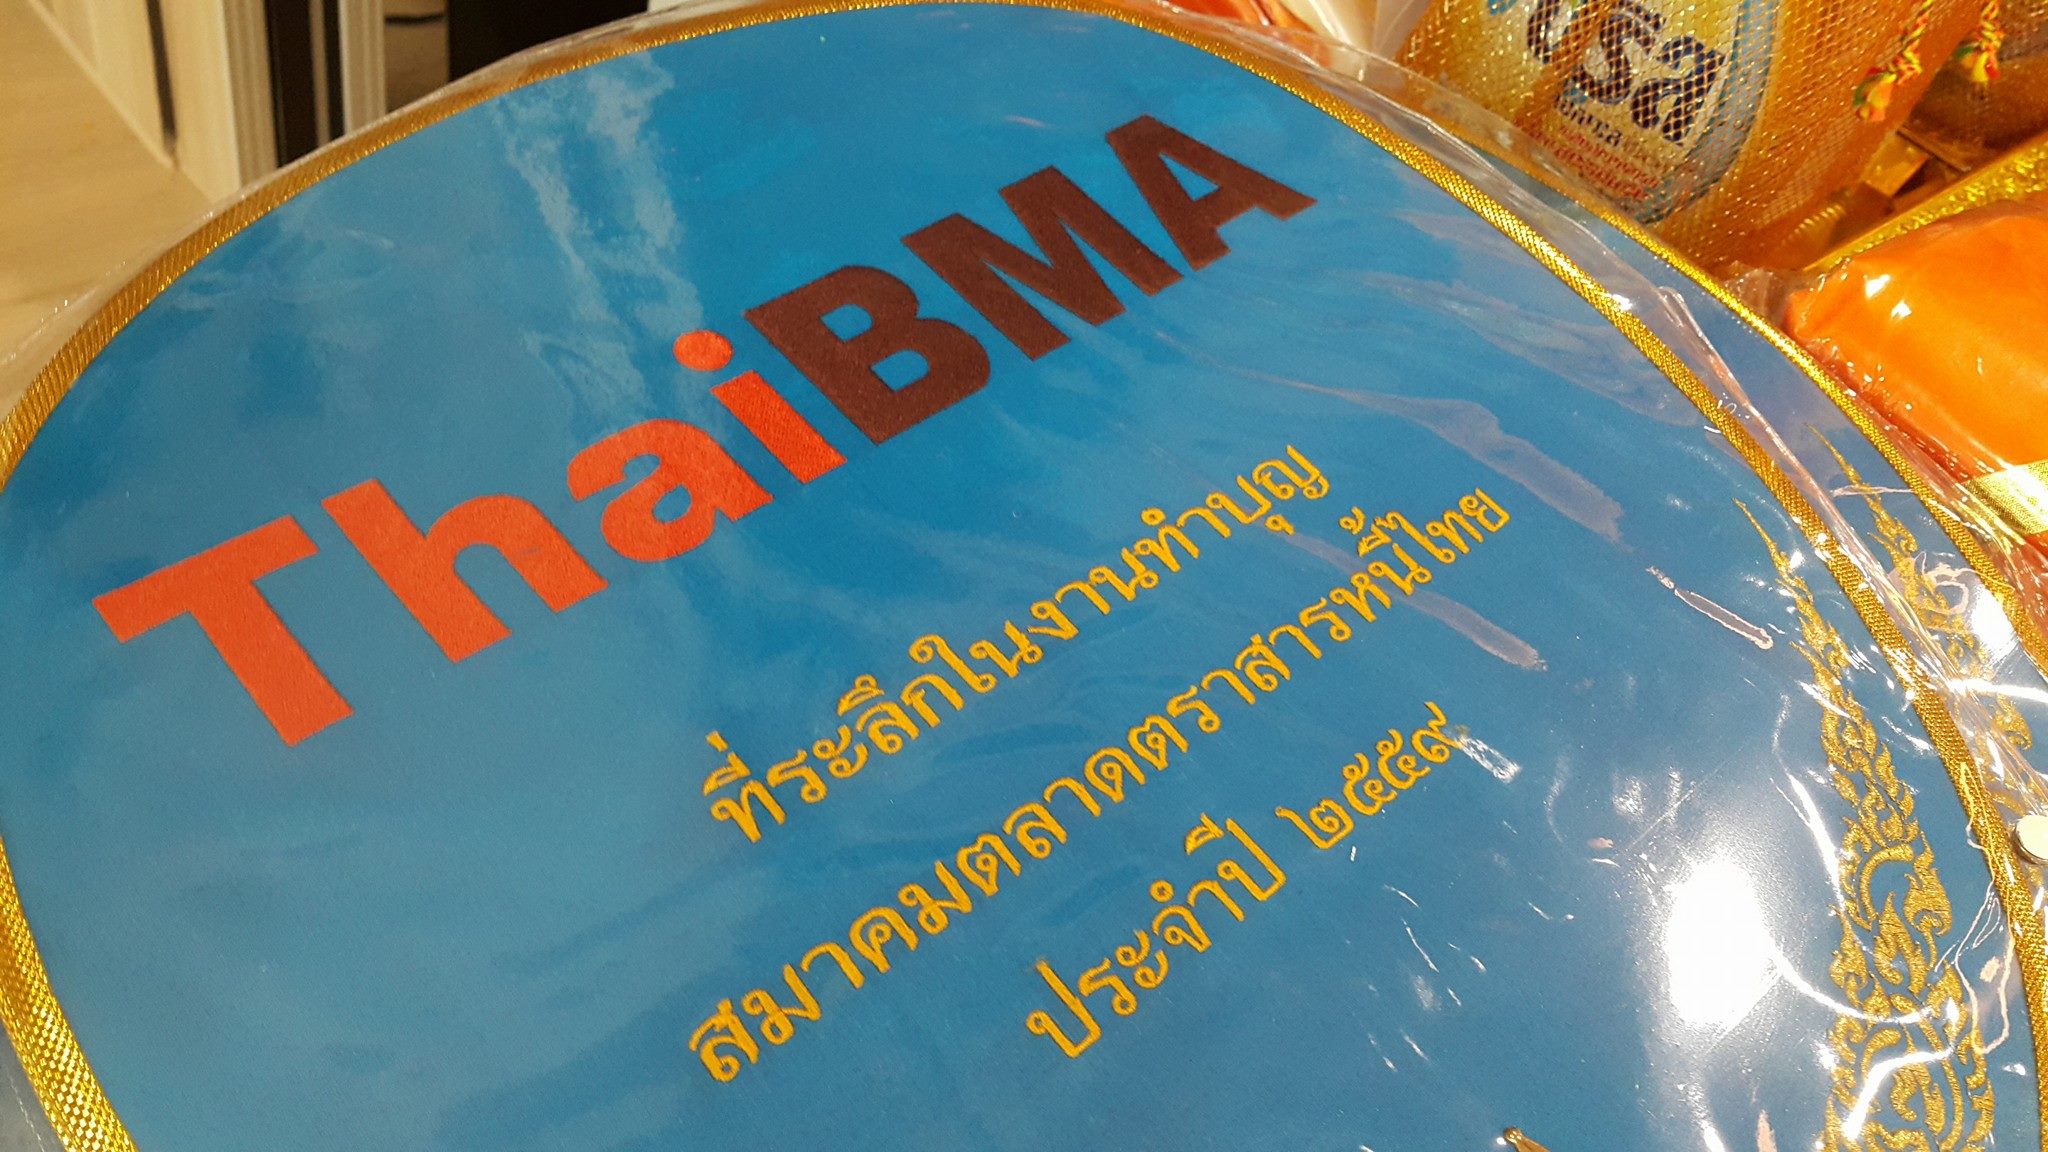 ThaiBMA
ที่ระลึกในงานทำบุญ
สมาคมตลาดตราสารหนี้ไทย
ประจำปี ๒๕๕๙